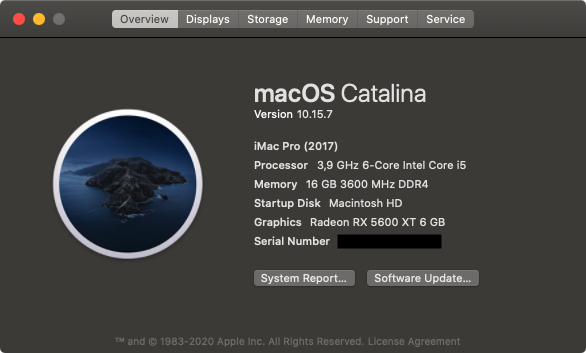 Overview Displays Storage Memory Support Service
macOS Catalina
Version 10.15.7
iMac Pro (2017)
Processor 3,9 GHz 6-Core Intel Core i5
Memory 16 GB 3600 MHz DDR4
Startup Disk Macintosh HD
Graphics Radeon RX 5600 XT 6 GB
Serial Number
System Report... Software Update...
™ and © 1983-2020 Apple Inc. All Rights Reserved. License Agreement